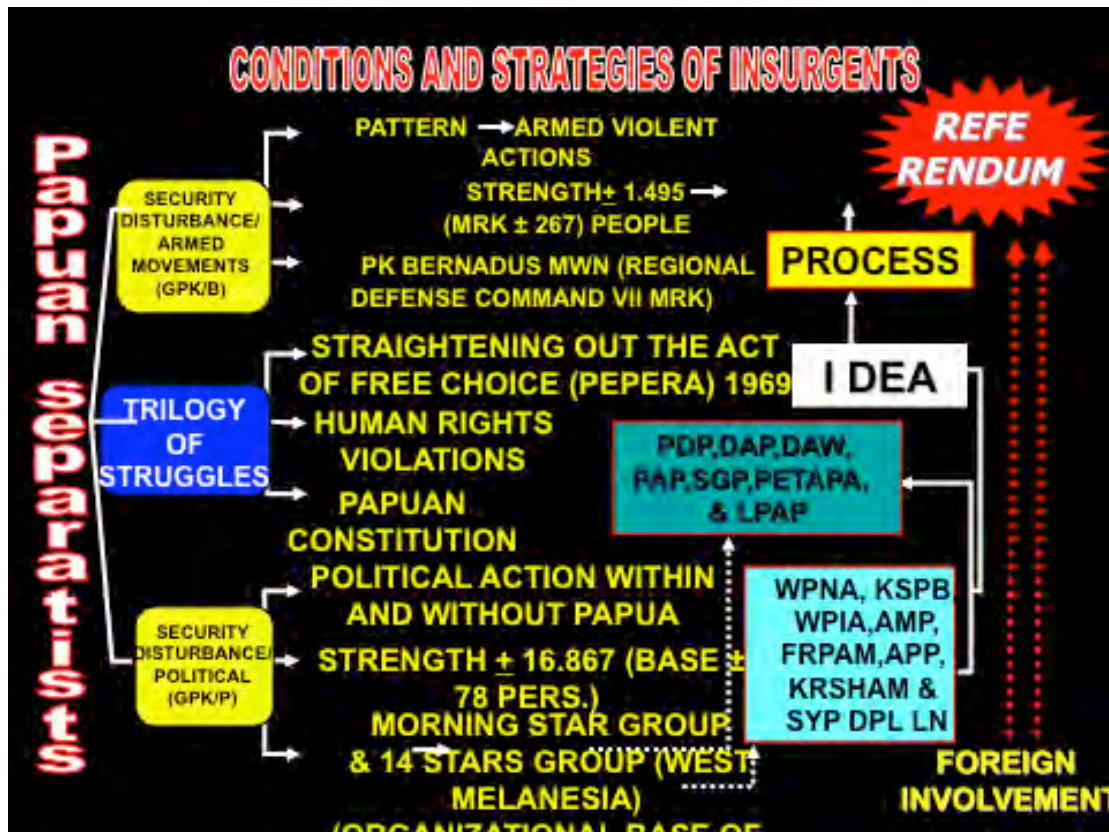 CONDITIONS AND STRATEGIES OF INSURGENTS
Papuan Separatists
SECURITY
DISTURBANCE/
ARMED
MOVEMENTS
(GPK/B)
PATTERN
ARMED VIOLENT
ACTIONS
STRENGTH± 1.495
(MRK ± 267) PEOPLE
PK BERNADUS MWN (REGIONAL
DEFENSE COMMAND VII MRK)
TRILOGY
OF
STRUGGLES
STRAIGHTENING OUT THE ACT
OF FREE CHOICE (PEPERA) 1969
HUMAN RIGHTS
VIOLATIONS
PAPUAN
CONSTITUTION
SECURITY
DISTURBANCE/
POLITICAL
(GPK/P)
POLITICAL ACTION WITHIN
AND WITHOUT PAPUA
STRENGTH ± 16.867 (BASE ±
78 PERS.)
MORNING STAR GROUP
& 14 STARS GROUP (WEST
MELANESIA)
(ORGANIZATIONAL BASE OF
REFE
RENDUM
PROCESS
I DEA
PDP,DAP,DAW,
PAP,SGP,PETAPA,
& LPAP
WPNA, KSPB
WPIA,AMP,
FRPAM,APP,
KRSHAM &
SYP DPL LN
FOREIGN
INVOLVEMENT